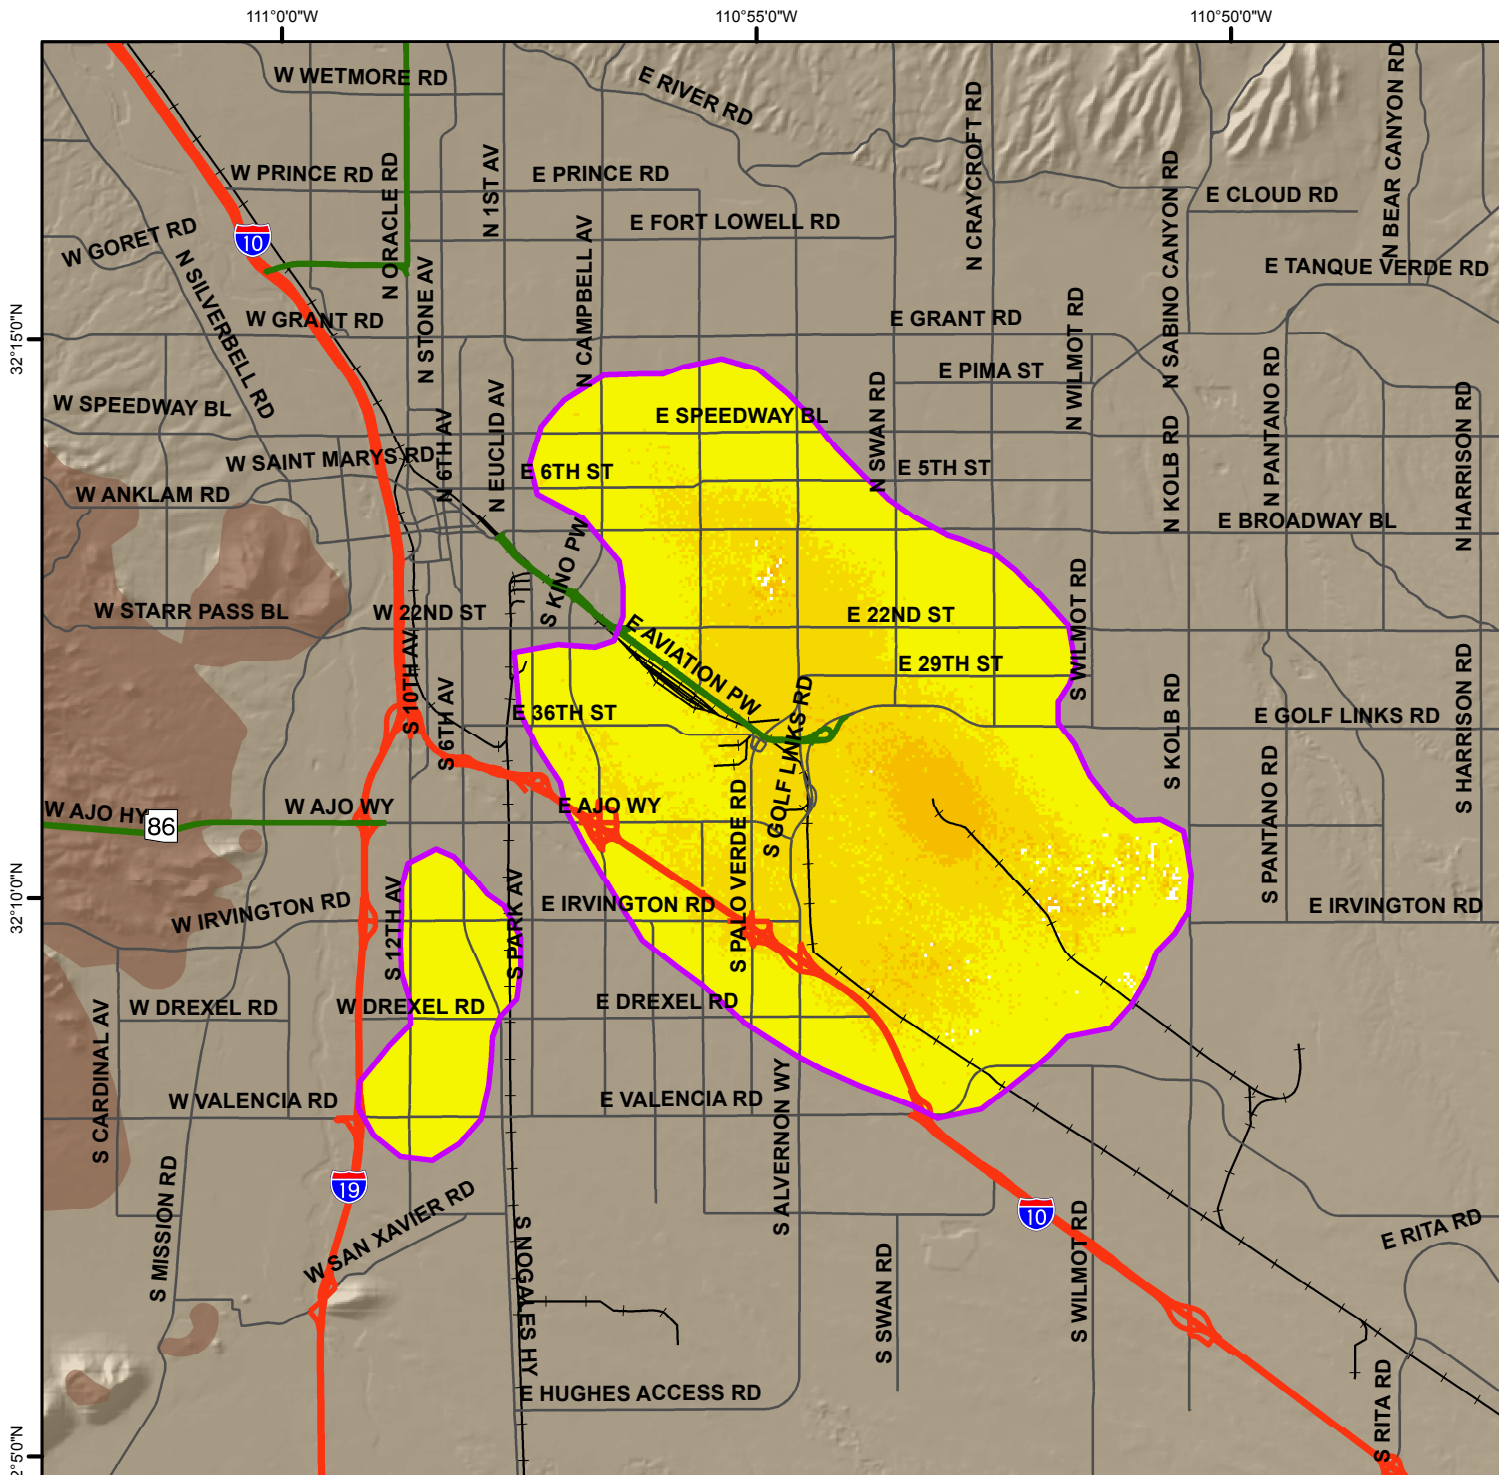 111°0'0"W
110°55'0"W
110°50'0"W
W WETMORE RD
E RIVER RD
N BEAR CANYON RD
N CRAYCROFT RD
W PRINCE RD
N ORACLE RD
N 1ST AV
E PRINCE RD
N SABINO CANYON RD
E CLOUD RD
W GORET RD
10
N CAMPBELL AV
E FORT LOWELL RD
E TANQUE VERDE RD
N SILVERBELL RD
N STONE AV
32°15'0"N
W GRANT RD
E GRANT RD
N WILMOT RD
E PIMA ST
N PANTANO RD
W SPEEDWAY BL
N EUCLID AV
E SPEEDWAY BL
N SWAN RD
N KOLB RD
N HARRISON RD
W SAINT MARYS RD
N 6TH AV
E 6TH ST
E 5TH ST
W ANKLAM RD
E BROADWAY BL
S KINO PW
W STARR PASS BL
W 22ND ST
E 22ND ST
S WILMOT RD
E AVIATION PW
E 29TH ST
S 10TH AV
S 6TH AV
E 36TH ST
S GOLF LINKS RD
S KOLB RD
E GOLF LINKS RD
S HARRISON RD
W AJO HY
86
W AJO WY
E AJO WY
S PALO VERDE RD
S PANTANO RD
32°10'0"N
W IRVINGTON RD
S 12TH AV
S PARK AV
E IRVINGTON RD
E IRVINGTON RD
W DREXEL RD
W DREXEL RD
E DREXEL RD
S CARDINAL AV
W VALENCIA RD
E VALENCIA RD
S ALVERNON WY
19
S MISSION RD
W SAN XAVIER RD
10
S NOGALES HY
S SWAN RD
S WILMOT RD
E RITA RD
E HUGHES ACCESS RD
S RITA RD
2°5'0"N